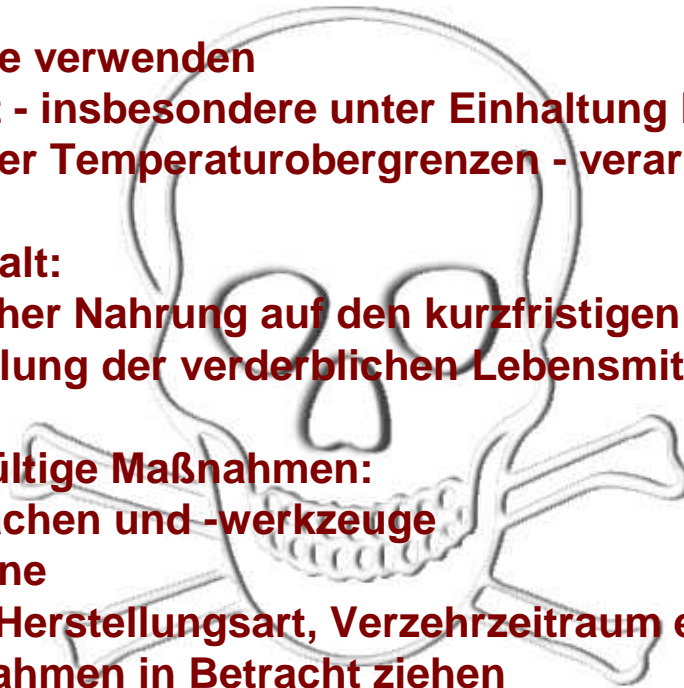 e verwenden
- insbesondere unter Einhaltung
er Temperaturobergrenzen - verar
alt:
her Nahrung auf den kurzfristigen
lung der verderblichen Lebensmit
ültige Maßnahmen:
chen und -werkzeuge
ne
Herstellungsart, Verzehrzeitraum e
ahmen in Betracht ziehen